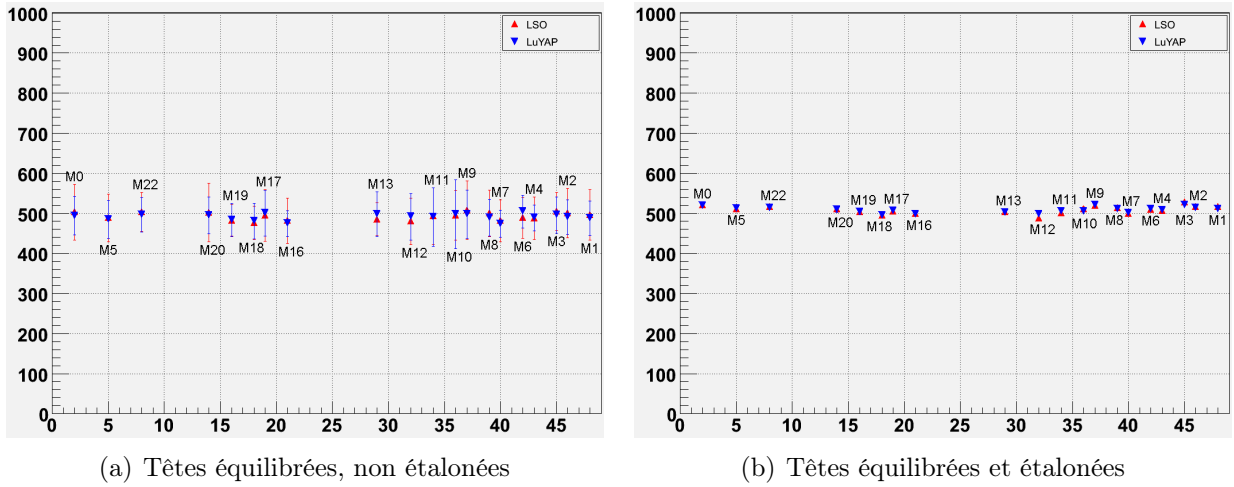 1000
900
800
700
600
500
400
300
200
100
0
0 5 10 15 20 25 30 35 40 45
LSO
LuYAP
M0
M5
M22
M20
M19
M18
M17
M16
M13
M12
M11
M10
M9
M8
M7
M6
M4
M3
M2
M1
(a) Têtes équilibrées, non étalonées
1000
900
800
700
600
500
400
300
200
100
0
0 5 10 15 20 25 30 35 40 45
LSO
LuYAP
M0
M5
M22
M20
M19
M18
M17
M16
M13
M12
M11
M10
M9
M8
M7
M6
M4
M3
M2
M1
(b) Têtes équilibrées et étalonées